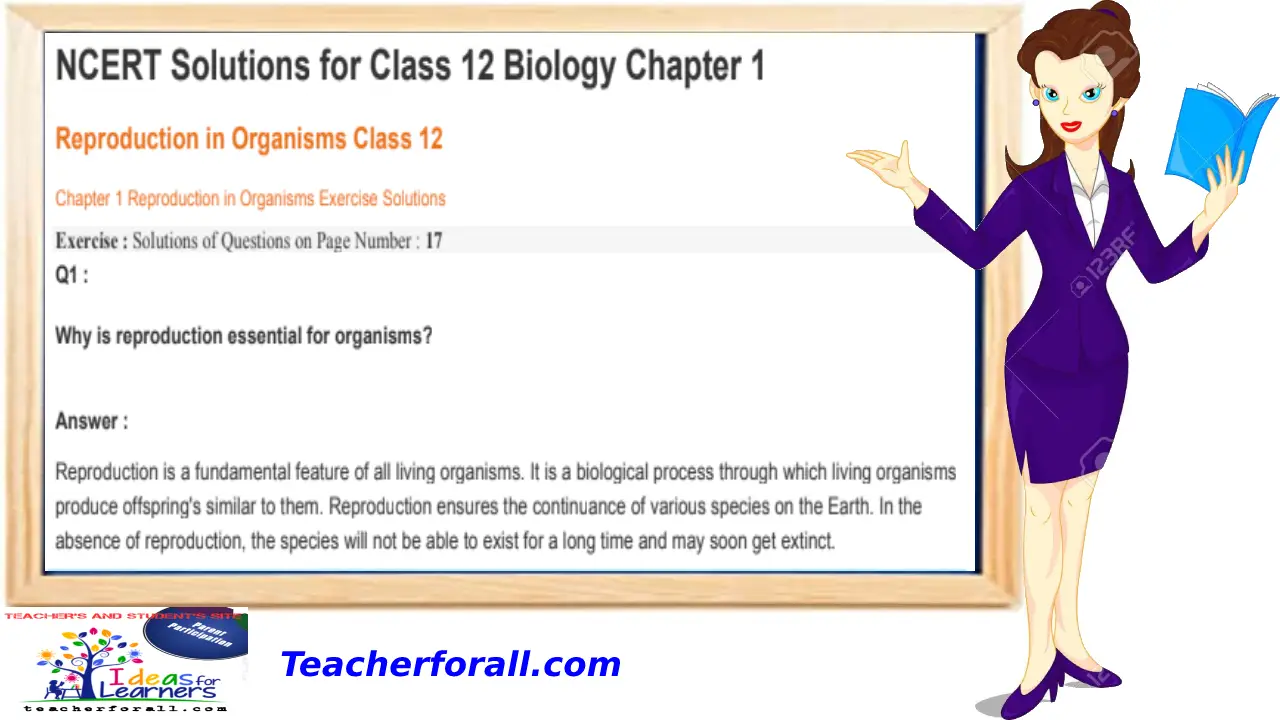 NCERT Solutions for Class 12 Biology Chapter 1
Reproduction in Organisms Class 12
Chapter 1 Reproduction in Organisms Exercise Solutions
Exercise : Solutions of Questions on Page Number : 17
Q1 :
Why is reproduction essential for organisms?
Answer :
Reproduction is a fundamental feature of all living organisms. It is a biological process through which living organisms
produce offspring's similar to them. Reproduction ensures the continuance of various species on the Earth. In the
absence of reproduction, the species will not be able to exist for a long time and may soon get extinct.
TEACHER'S AND STUDENT'S SITE
Parent
Participation
Ideas for
Learners
teacherforall.com
Teacherforall.com
123RF